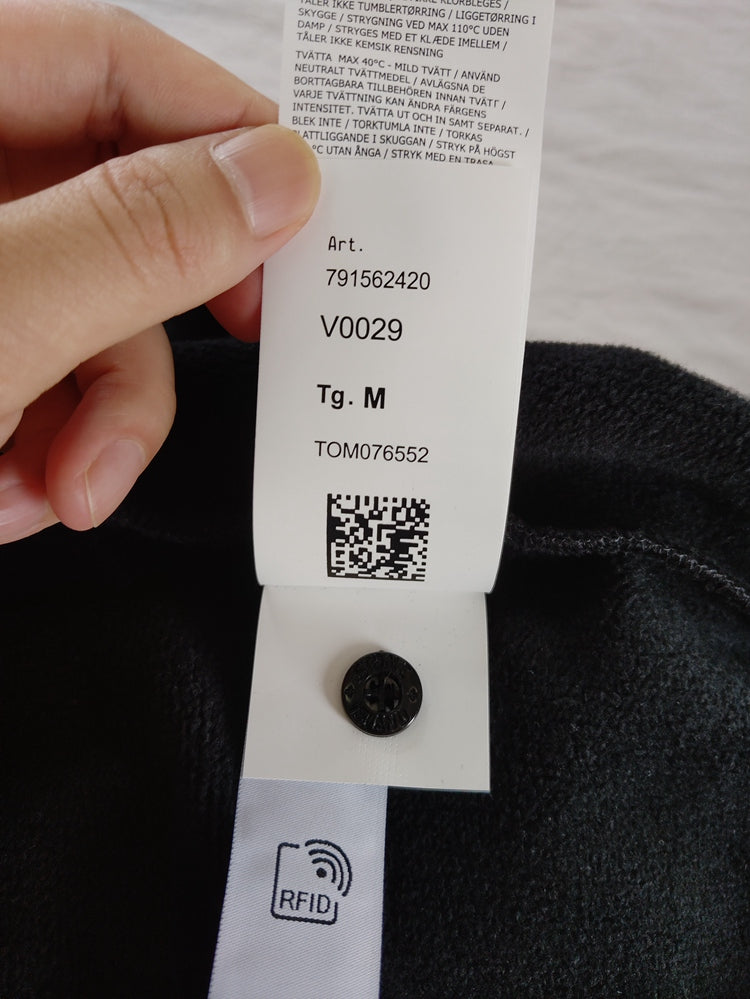 TÅLER IKKE TUMBLERTØRRING / LIGGETØRRING I
SKYGGE / STRYGNING VED MAX 110°C UDEN
DAMP / STRYGES MED ET KLÆDE IMELLEM /
TÅLER IKKE KEMSIK RENSNING
TVÄTTA MAX 40°C - MILD TVÄTT / ANVÄND
NEUTRALT TVÄTTMEDEL / AVLÄGSNA DE
BORTTAGBARA TILLBEHÖREN INNAN TVÄTT /
VARJE TVÄTTNING KAN ÄNDRA FÄRGENS
INTENSITET. TVÄTTA UT OCH IN SAMT SEPARAT. /
BLEK INTE / TORKTUMLA INTE / TORKAS
PLATTLIGGANDE I SKUGGAN / STRYK PÅ HÖGST
°C UTAN ÅNGA / STRYK MED EN TRASA
Art.
791562420
V0029
Tg. M
TOM076552
RFID